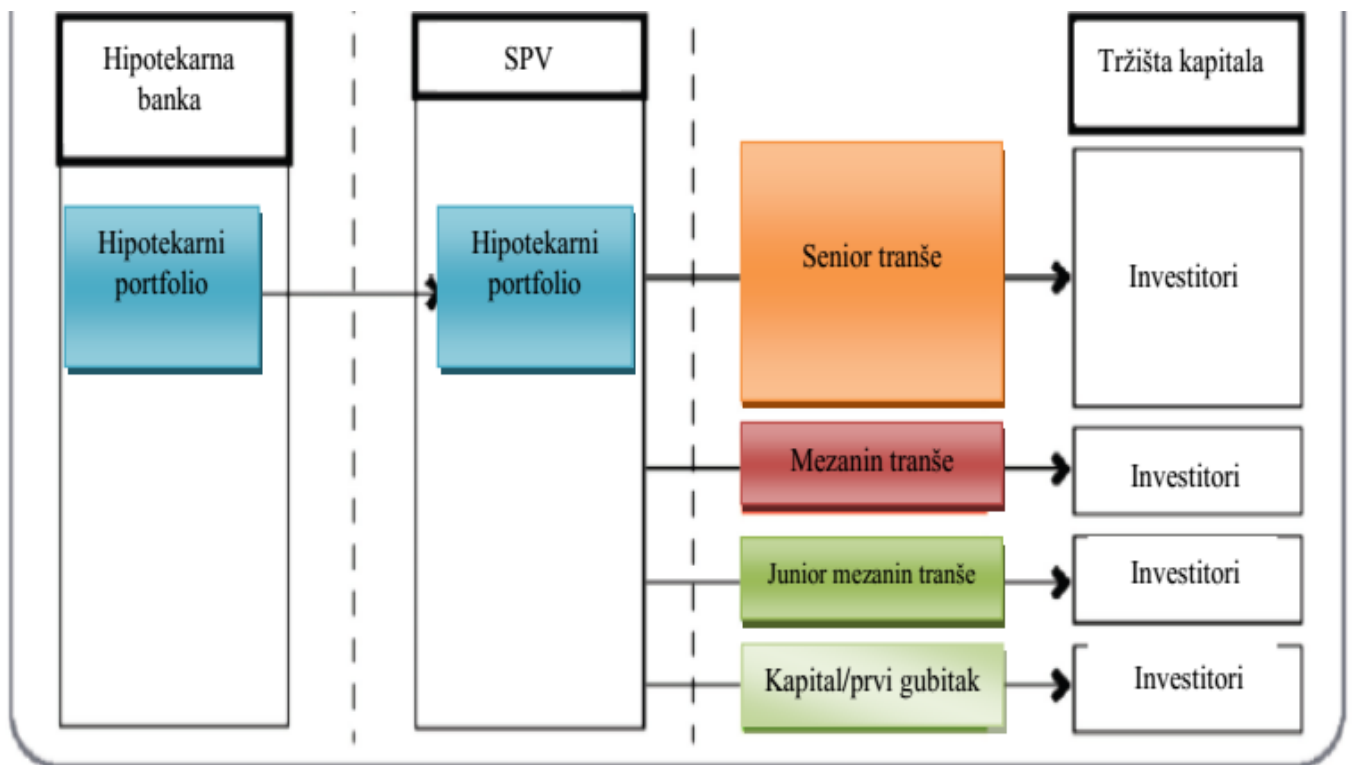 Hipotekarna
banka
SPV
Tržišta kapitala
Hipotekarni
portfolio
Hipotekarni
portfolio
Senior tranše
Investitori
Mezanin tranše
Investitori
Junior mezanin tranše
Investitori
Kapital/prvi gubitak
Investitori